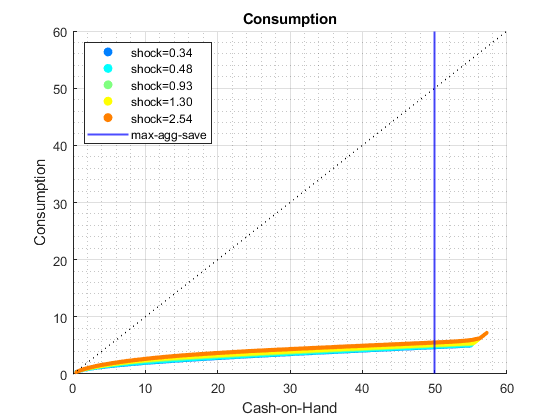 Consumption
60
50
40
30
20
10
0
shock=0.34
shock=0.48
shock=0.93
shock=1.30
shock=2.54
max-agg-save
Consumption
0 10 20 30 40 50 60
Cash-on-Hand